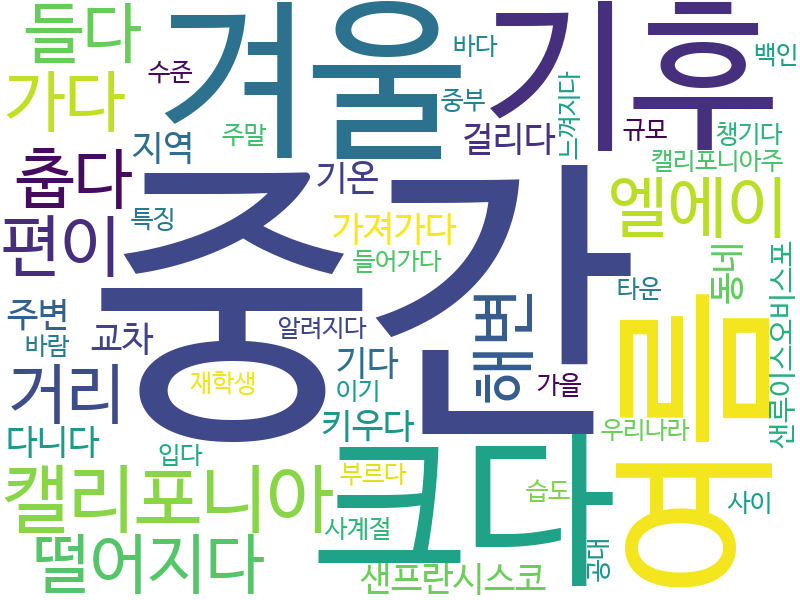 들다
겨울
기후
바다
백인
가다
수준
중부
느껴지다
주말
걸리다
규모
챙기다
지역
캘리포니아주
춥다
기온
엘에이
중간
편이
특징
가져가다
들어가다
동네
샌루이스오비스포
타운
주변
바람
교차
알려지다
해변
여름
기다
거리
재학생
이기
가을
키우다
우리나라
다니다
입다
크다
캘리포니아
부르다
습도
사이
사계절
떨어지다
샌프란시스코
공대